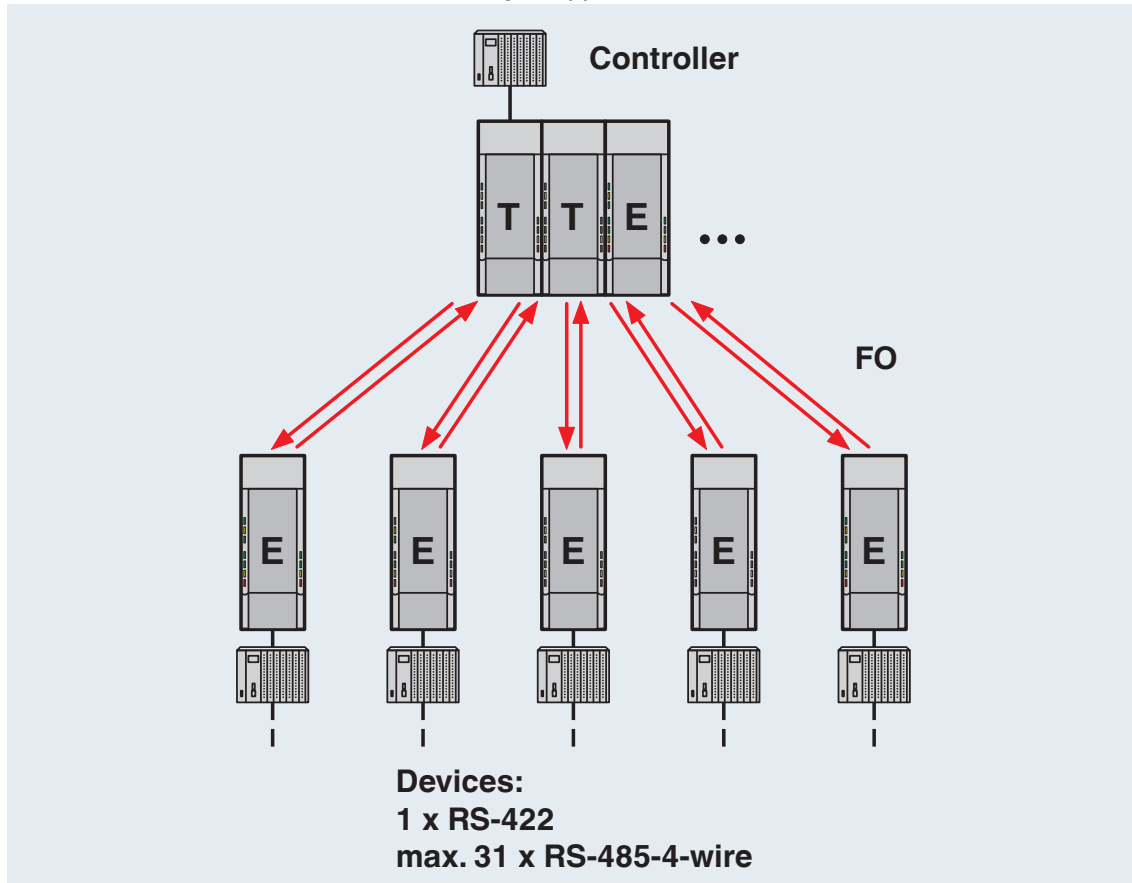 Controller
T T E ...
FO
E E E E E
Devices:
1 x RS-422
max. 31 x RS-485-4-wire